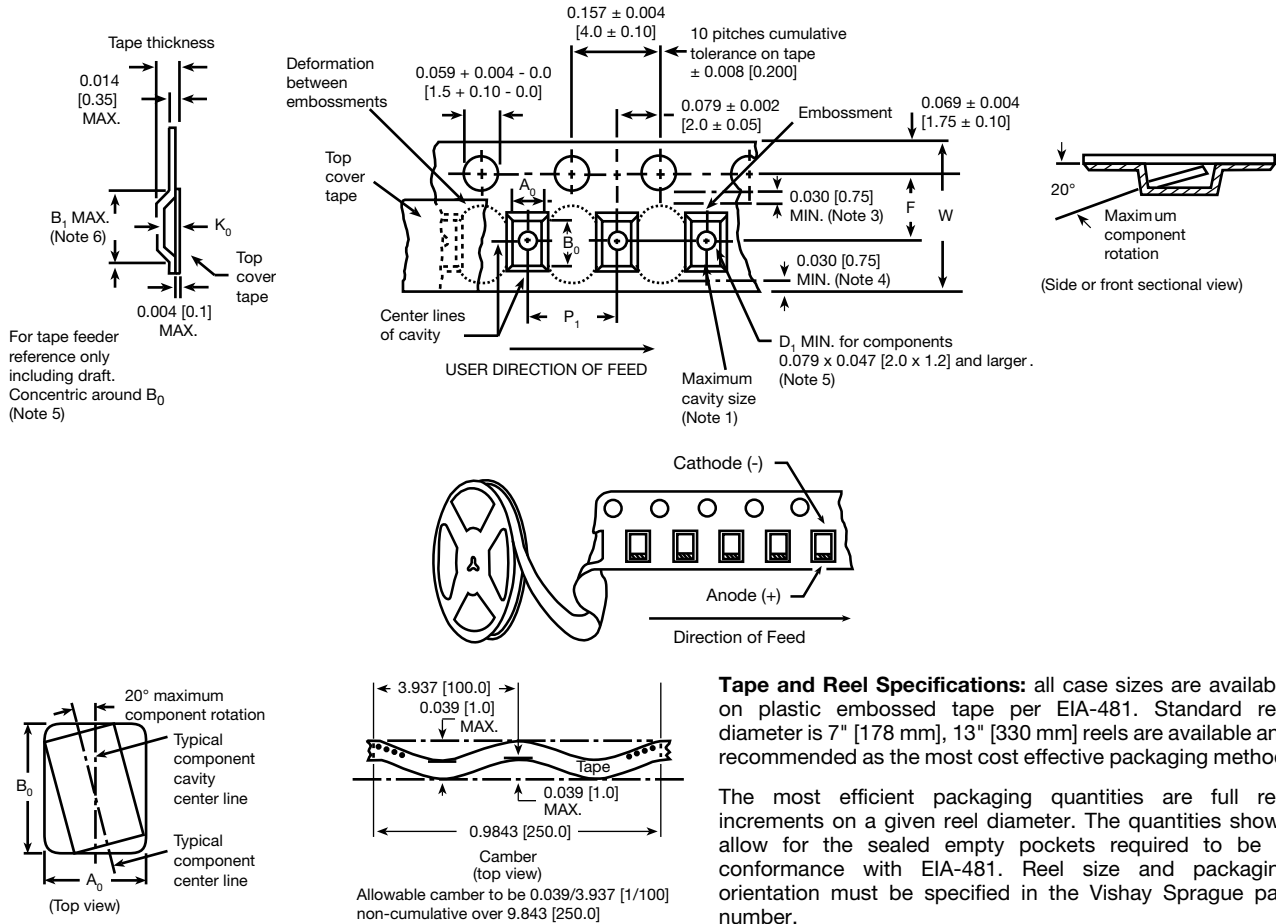 Tape thickness
0.014
[0.35]
MAX.
B1 MAX.
(Note 6)
K0
Top
cover
tape
0.004 [0.1]
MAX.
For tape feeder
reference only
including draft.
Concentric around B0
(Note 5)
Deformation
between
embossments
Top
cover
tape
0.059 + 0.004 - 0.0
[1.5 + 0.10 - 0.0]
0.157 ± 0.004
[4.0 ± 0.10]
10 pitches cumulative
tolerance on tape
± 0.008 [0.200]
0.079 ± 0.002
[2.0 ± 0.05]
Embossment
0.069 ± 0.004
[1.75 ± 0.10]
A0
B0
0.030 [0.75]
MIN. (Note 3)
F
W
0.030 [0.75]
MIN. (Note 4)
Center lines
of cavity
P1
USER DIRECTION OF FEED
Maximum
cavity size
(Note 1)
D1 MIN. for components
0.079 x 0.047 [2.0 x 1.2] and larger.
(Note 5)
20°
Maximum
component
rotation
(Side or front sectional view)
Cathode (-)
Anode (+)
Direction of Feed
20° maximum
component rotation
Typical
component
cavity
center line
B0
Typical
component
center line
A0
(Top view)
3.937 [100.0]
0.039 [1.0]
MAX.
Tape
0.039 [1.0]
MAX.
0.9843 [250.0]
Camber
(top view)
Allowable camber to be 0.039/3.937 [1/100]
non-cumulative over 9.843 [250.0]
Tape and Reel Specifications: all case sizes are availab
on plastic embossed tape per EIA-481. Standard re
diameter is 7" [178 mm], 13" [330 mm] reels are available an
recommended as the most cost effective packaging metho
The most efficient packaging quantities are full re
increments on a given reel diameter. The quantities show
allow for the sealed empty pockets required to be
conformance with EIA-481. Reel size and packagin
orientation must be specified in the Vishay Sprague pa
number.